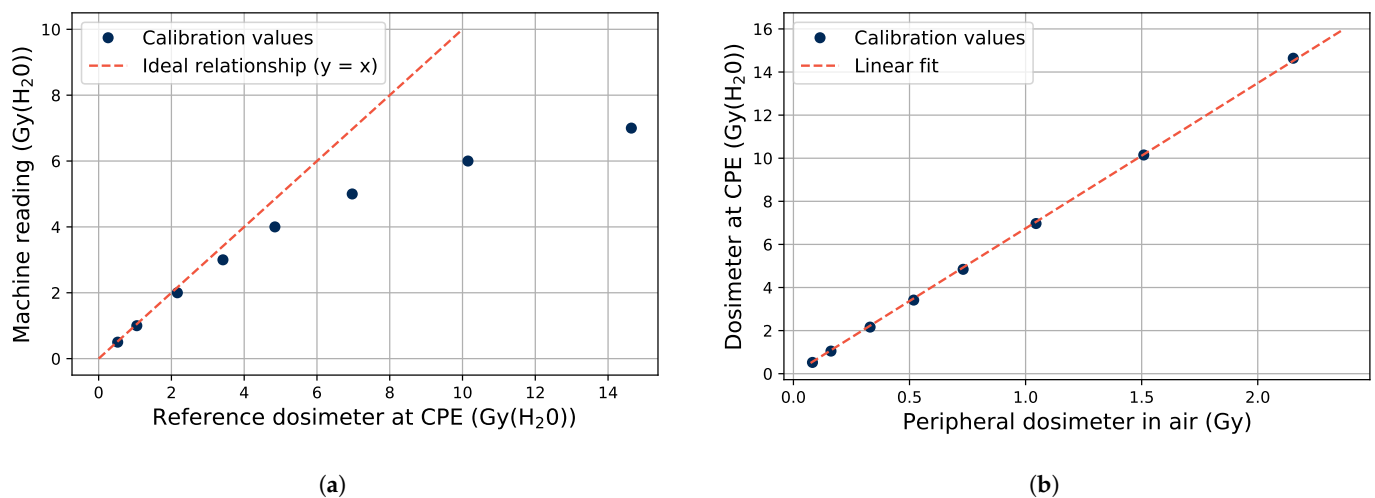 10
8
6
4
2
0
Machine reading (Gy(H₂0))
Calibration values
Ideal relationship (y = x)
0 2 4 6 8 10 12 14
Reference dosimeter at CPE (Gy(H₂0))
(a)
16
14
12
10
8
6
4
2
0
Dosimeter at CPE (Gy(H₂0))
Calibration values
Linear fit
0.0 0.5 1.0 1.5 2.0
Peripheral dosimeter in air (Gy)
(b)